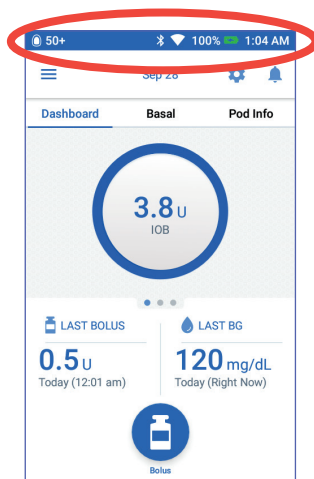 50+ 100% 1:04 AM
Sep 28
Dashboard Basal Pod Info
3.8 U
IOB
LAST BOLUS LAST BG
0.5 U 120 mg/dL
Today (12:01 am) Today (Right Now)
Bolus